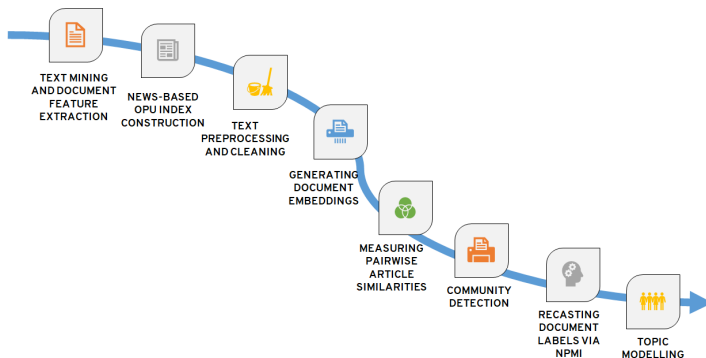 TEXT MINING
AND DOCUMENT
FEATURE
EXTRACTION
NEWS-BASED
OPU INDEX
CONSTRUCTION
TEXT
PREPROCESSING
AND CLEANING
GENERATING
DOCUMENT
EMBEDDINGS
MEASURING
PAIRWISE
ARTICLE
SIMILARITIES
COMMUNITY
DETECTION
RECASTING
DOCUMENT
LABELS VIA
NPMI
TOPIC
MODELLING